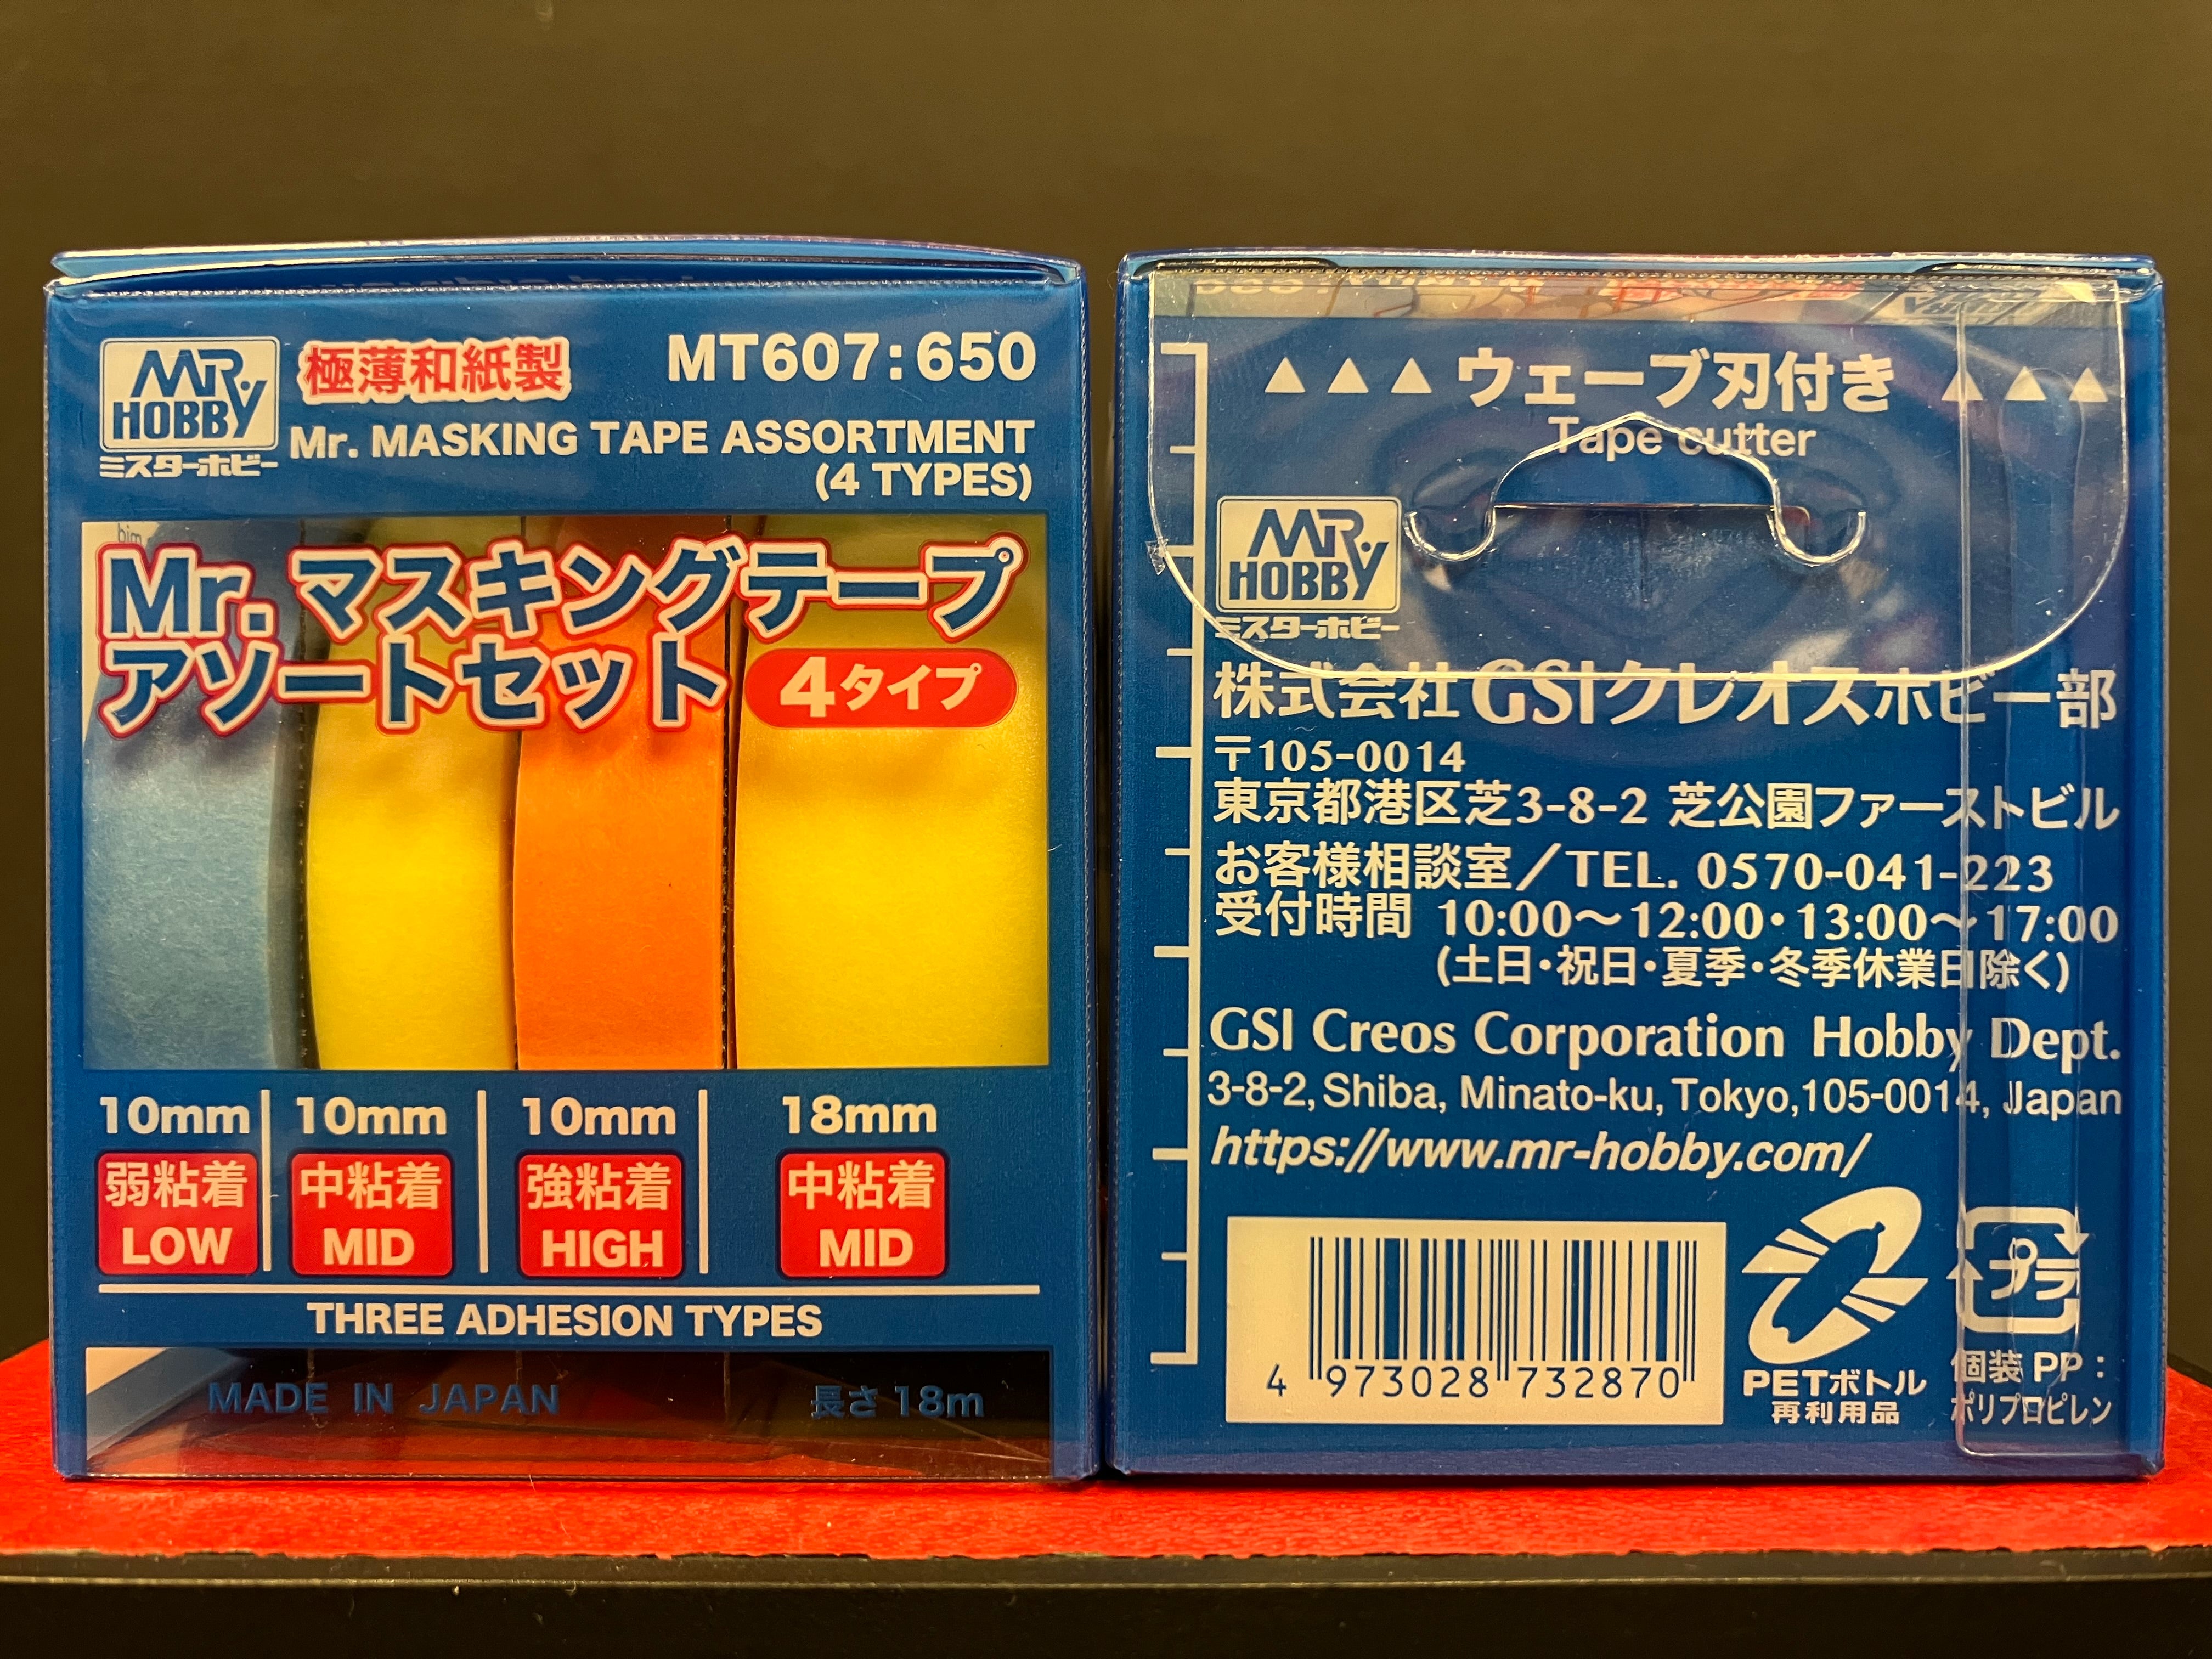 MR.
HOBBY
ミスターホビー
極薄和紙製
MT607:650
Mr. MASKING TAPE ASSORTMENT
(4 TYPES)
Mr. マスキングテープ
アソートセット 4タイプ
10mm 10mm 10mm 18mm
弱粘着 中粘着 強粘着 中粘着
LOW MID HIGH MID
THREE ADHESION TYPES
MADE IN JAPAN 長さ 18m
▲▲▲ウェーブ刃付き ▲▲▲
Tape cutter
MR.
HOBBY
ミスターホビー
株式会社GSIクレオスホビー部
〒105-0014
東京都港区芝3-8-2 芝公園ファーストビル
お客様相談室/TEL. 0570-041-223
受付時間 10:00〜12:00・13:00〜17:00
(土日・祝日・夏季・冬季休業日除く)
GSI Creos Corporation Hobby Dept.
3-8-2, Shiba, Minato-ku, Tokyo,105-0014, Japan
https://www.mr-hobby.com/
4 973028 732870
PETボトル
再利用品
プラ
個装 PP:
ポリプロピレン